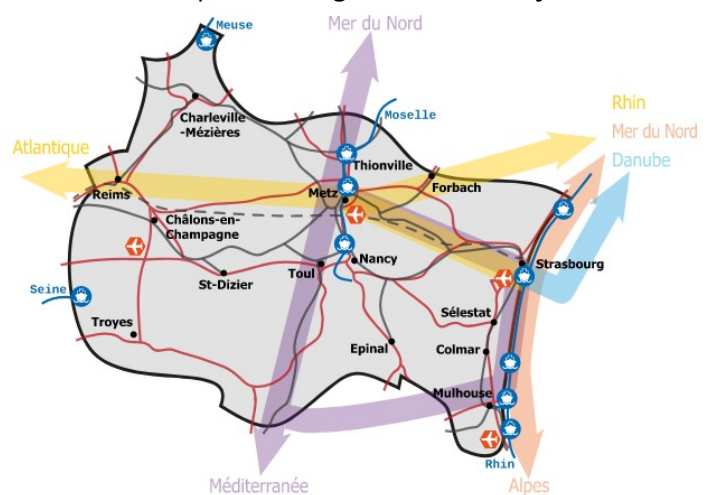 Meuse
Mer du Nord
Rhin
Mer du Nord
Danube
Charleville
-Mézières
Moselle
Atlantique
Thionville
Reims
Metz
Forbach
Châlons-en-
Champagne
Nancy
Strasbourg
St-Dizier
Toul
Seine
Troyes
Sélestat
Epinal
Colmar
Mulhouse
Rhin
Méditerranée
Alpes